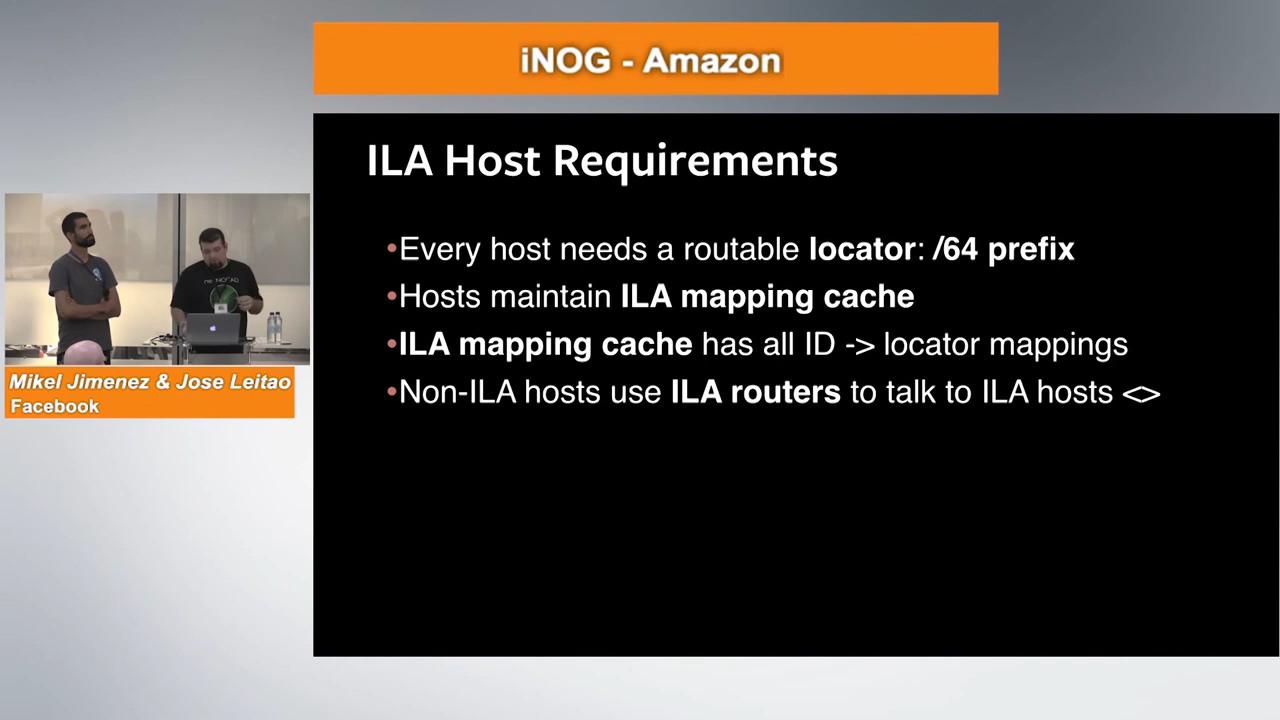 iNOG - Amazon
ILA Host Requirements
•Every host needs a routable locator: /64 prefix
•Hosts maintain ILA mapping cache
•ILA mapping cache has all ID -> locator mappings
•Non-ILA hosts use ILA routers to talk to ILA hosts <>
Mikel Jimenez & Jose Leitao
Facebook